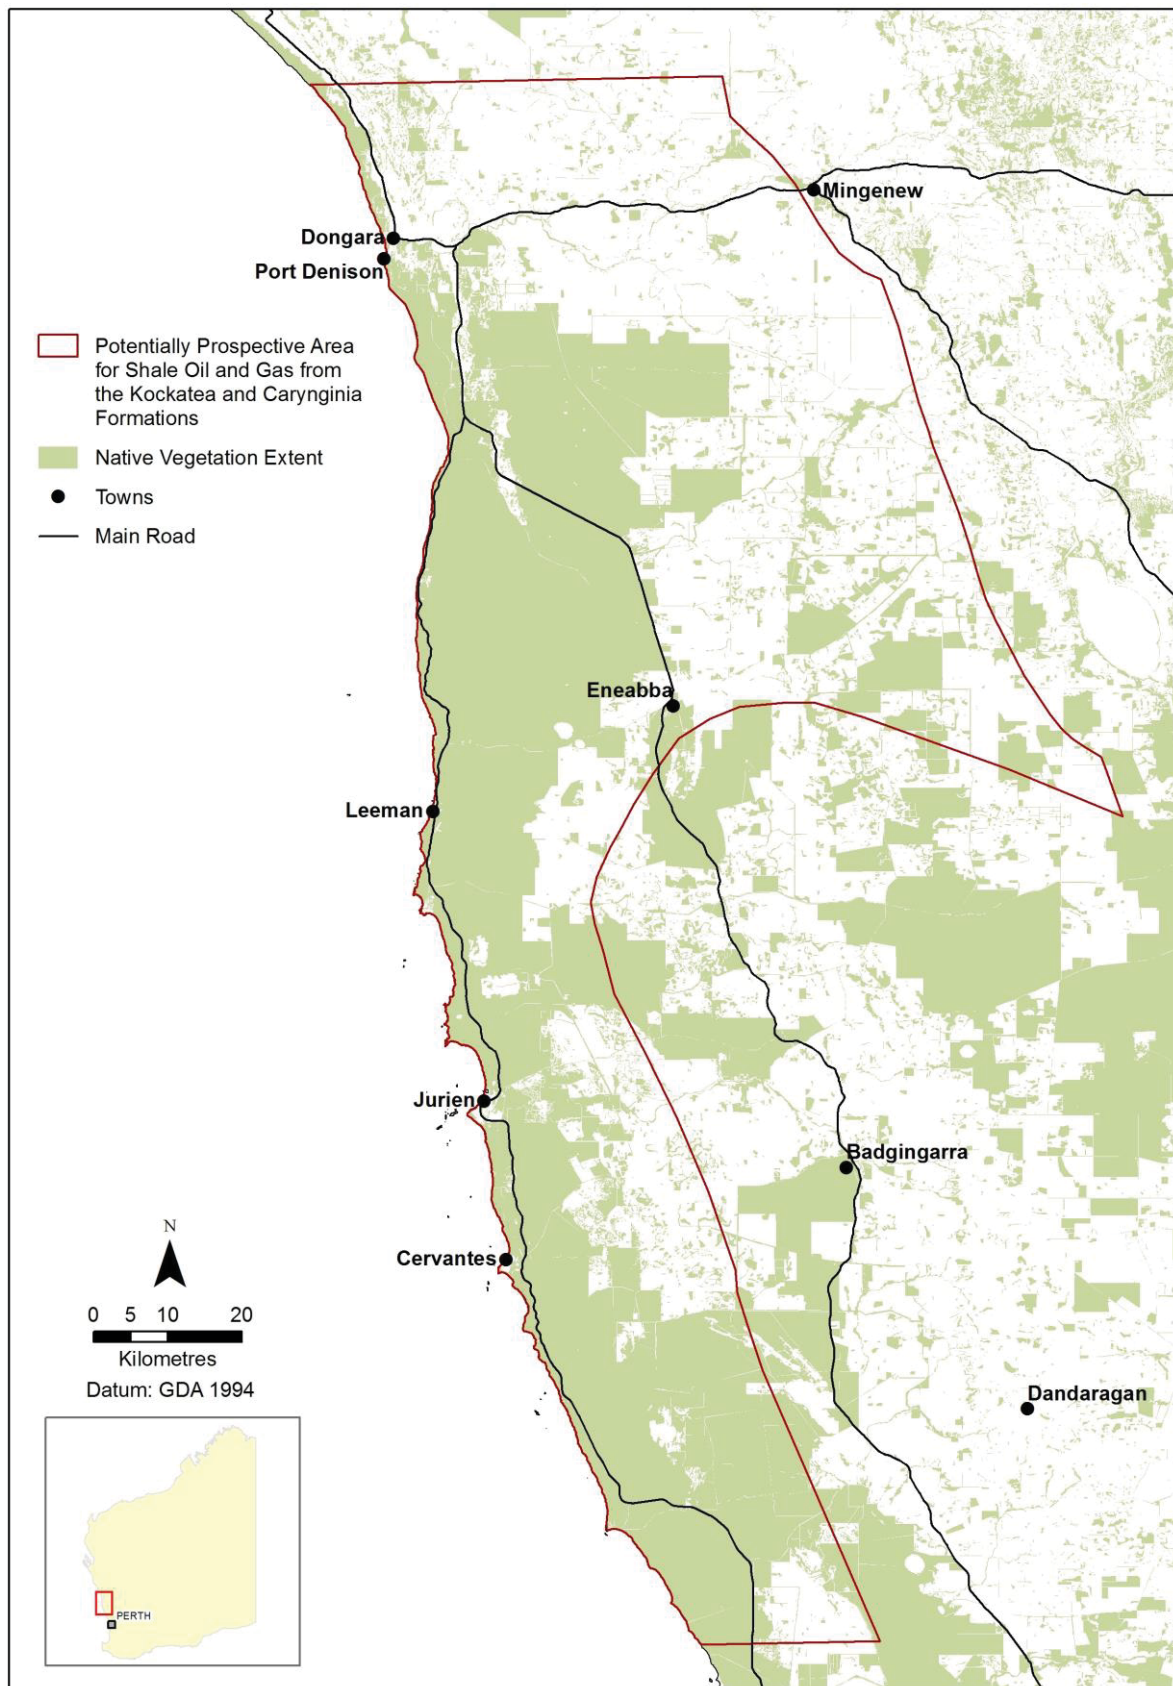 Mingenew
Dongara
Port Denison
Potentially Prospective Area
for Shale Oil and Gas from
the Kockatea and Carynginia
Formations
Native Vegetation Extent
Towns
Main Road
Eneabba
Leeman
Jurien
Badgingarra
Cervantes
N
0 5 10 20
Kilometres
Datum: GDA 1994
Dandaragan
PERTH